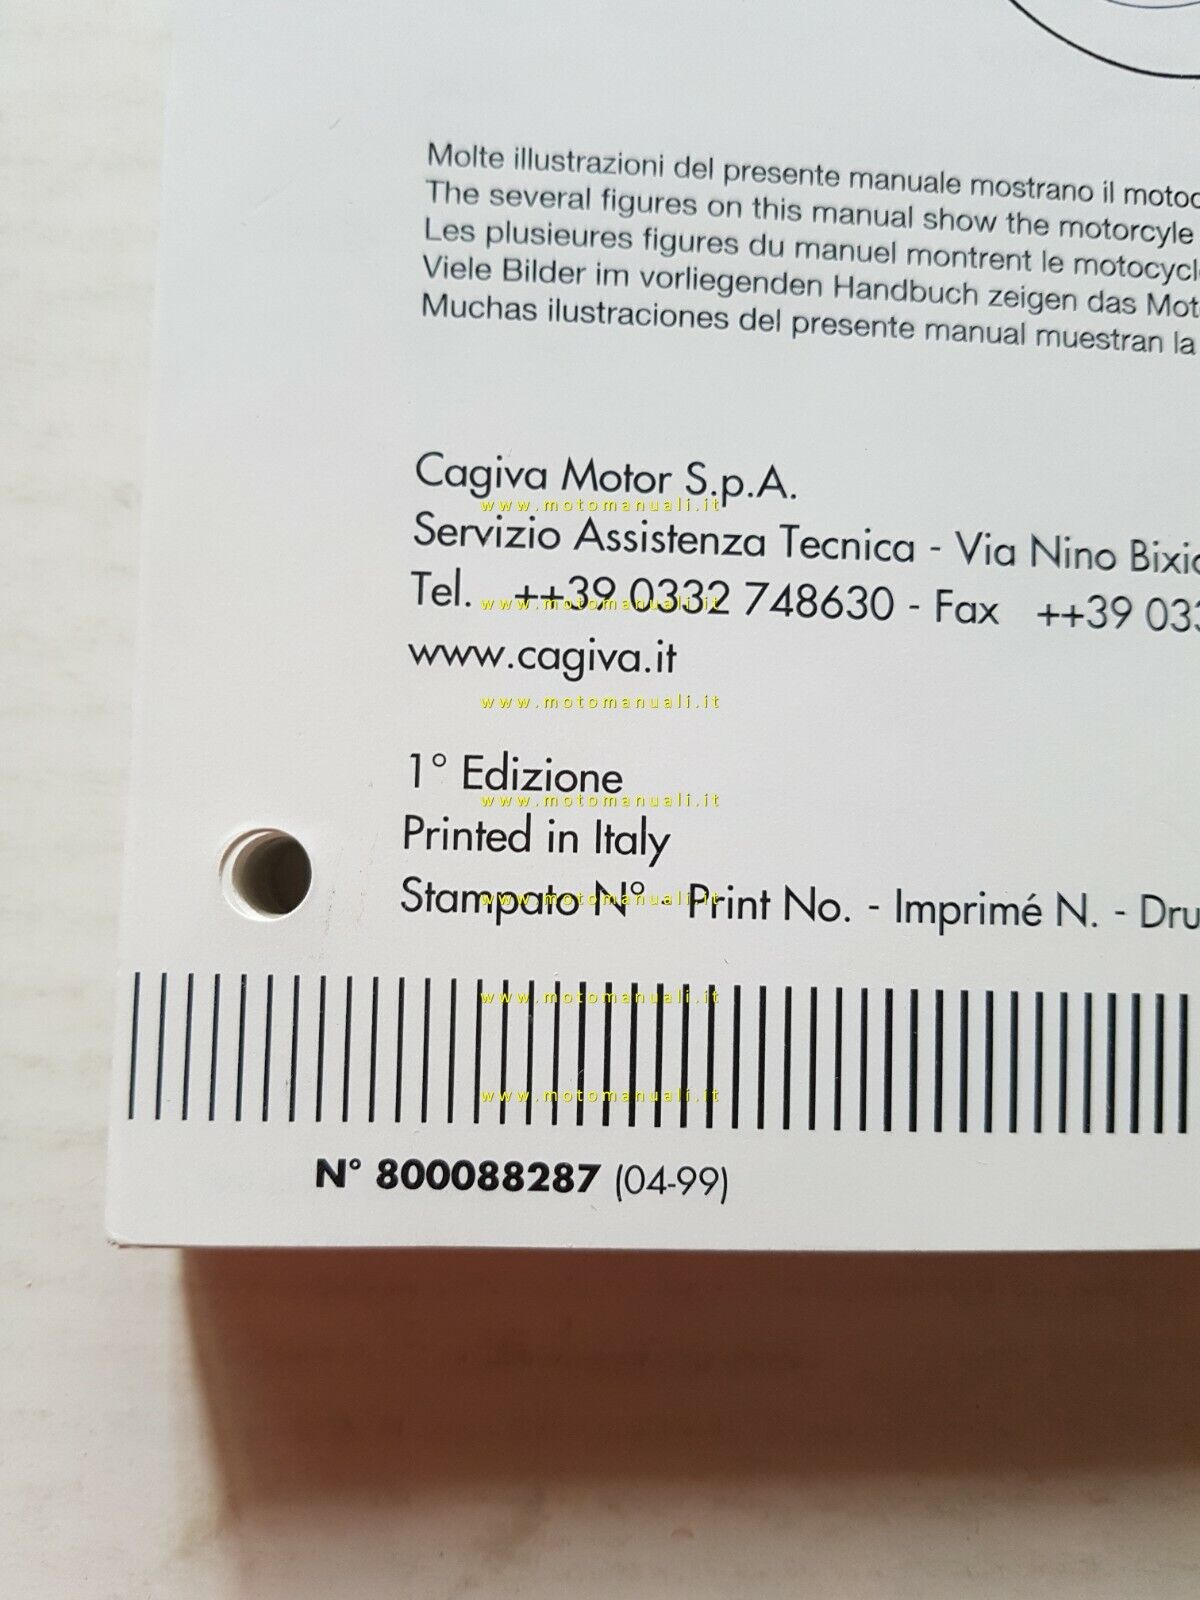 Molte illustrazioni del presente manuale mostrano il motoc
The several figures on this manual show the motorcyle
Les plusieures figures du manuel montrent le motocycl
Viele Bilder im vorliegenden Handbuch zeigen das Mot
Muchas ilustraciones del presente manual muestran la
Cagiva Motor S.p.A.
www.motomanuali.it
Servizio Assistenza Tecnica - Via Nino Bixio
Tel. ++39 0332 748630 - Fax ++39 033
www.motomanuali.it
www.cagiva.it
www.motomanuali.it
1° Edizione
www.motomanuali.it
Printed in Italy
Stampato N° - Print No. - Imprimé N. - Dru
www.motomanuali.it
www.motomanuali.it
www.motomanuali.it
N° 800088287 (04-99)